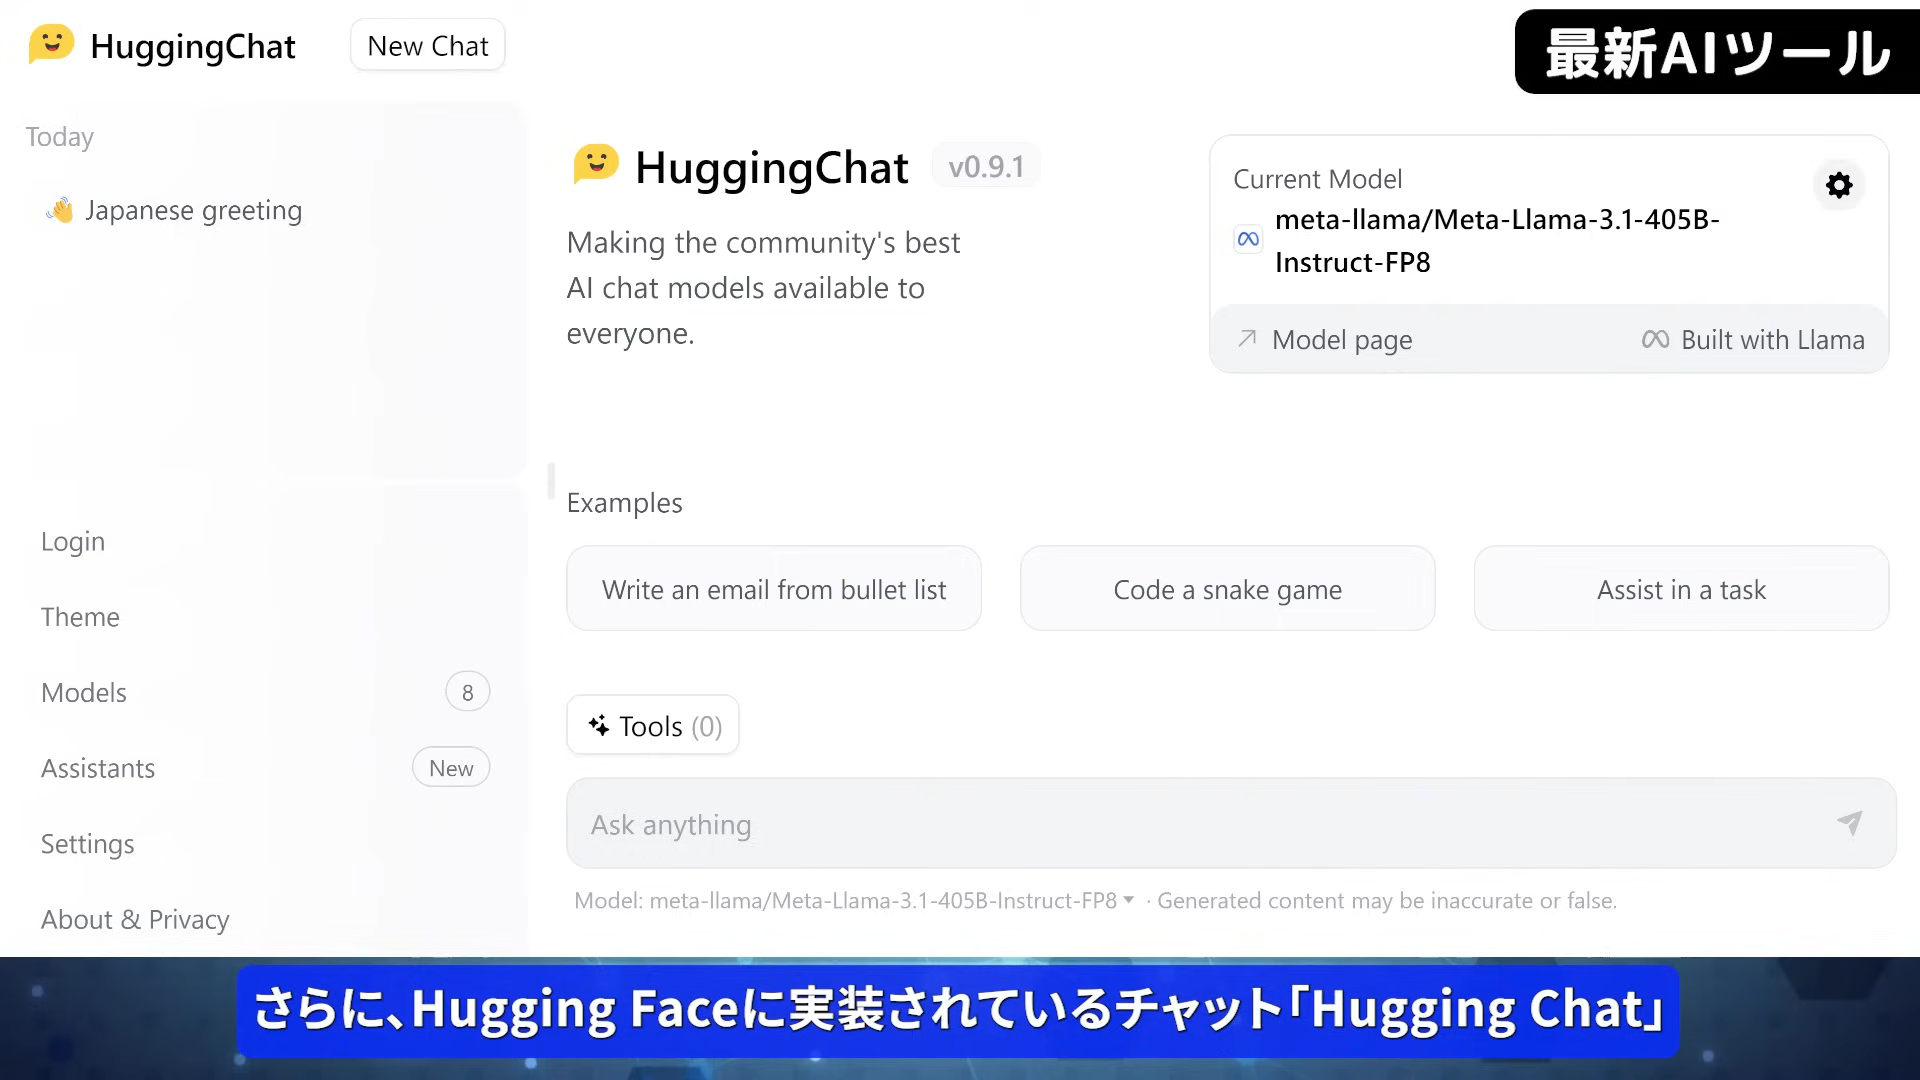 HuggingChat
New Chat
最新AIツール
Today
👋 Japanese greeting
Login
Theme
Models 8
Assistants New
Settings
About & Privacy
HuggingChat v0.9.1
Making the community's best
AI chat models available to
everyone.
Current Model
meta-llama/Meta-Llama-3.1-405B-
Instruct-FP8
Model page
Built with Llama
Examples
Write an email from bullet list
Code a snake game
Assist in a task
Tools (0)
Ask anything
Model: meta-llama/Meta-Llama-3.1-405B-Instruct-FP8 · Generated content may be inaccurate or false.
さらに、Hugging Faceに実装されているチャット「Hugging Chat」